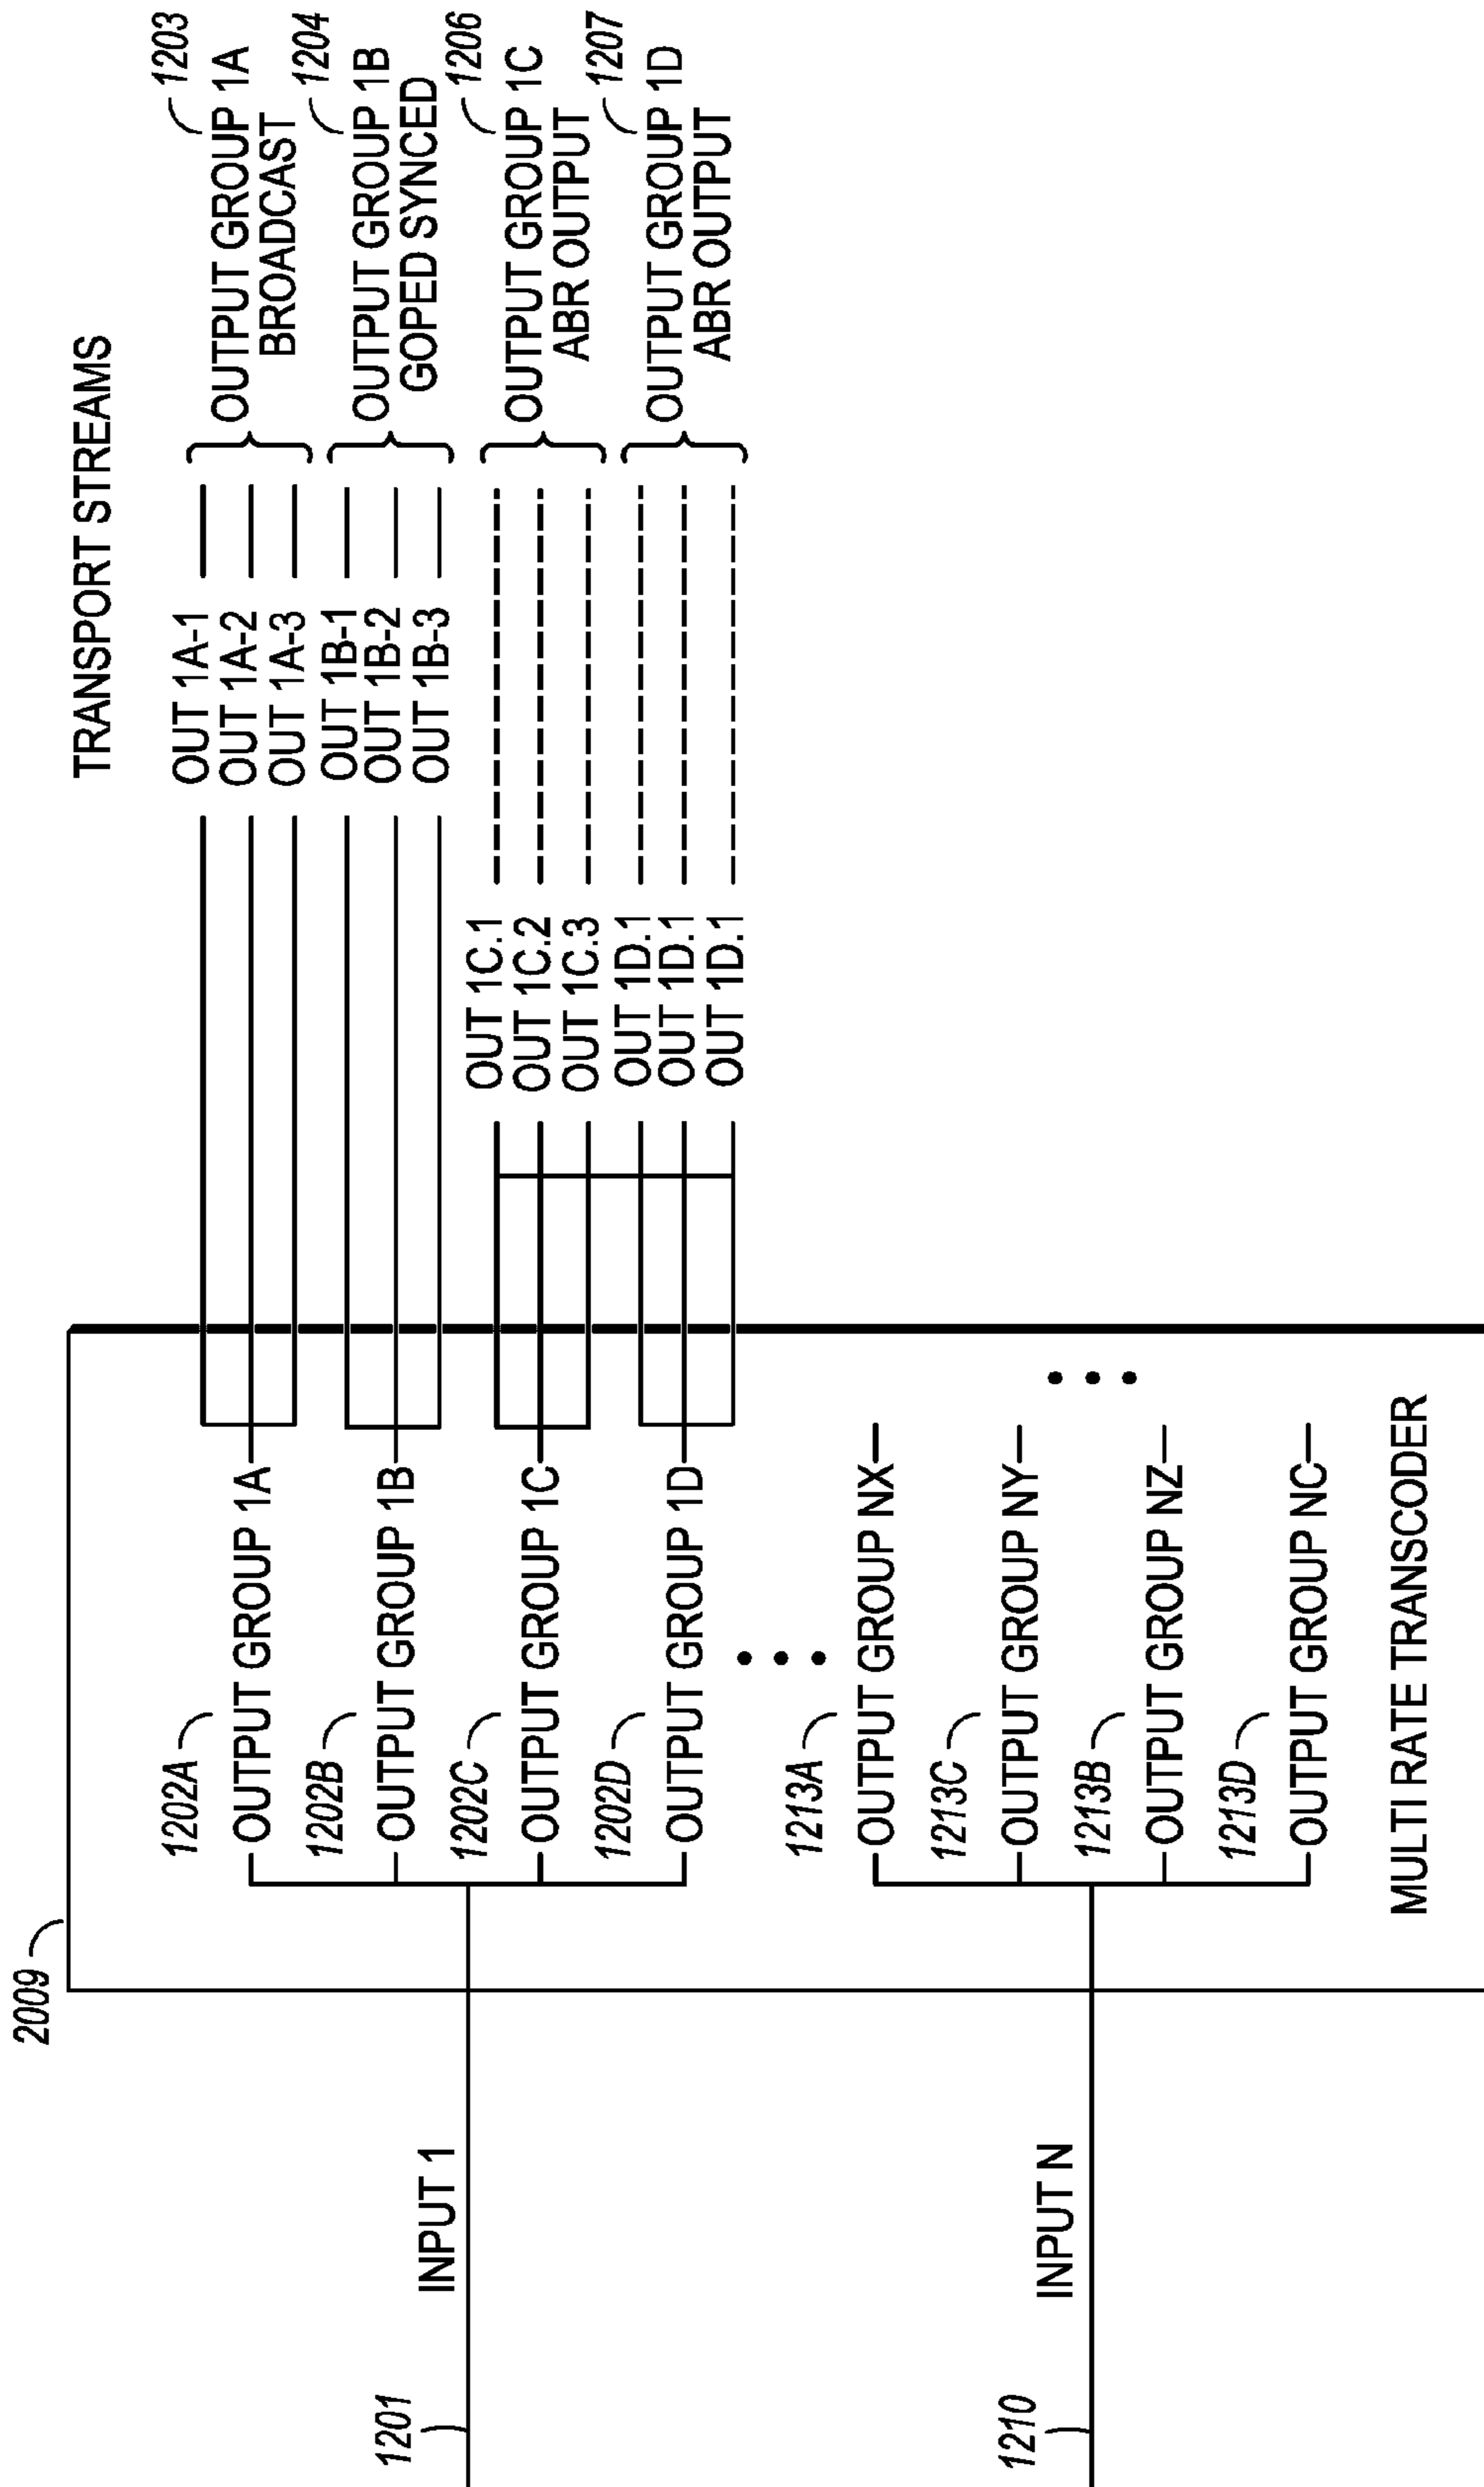 TRANSPORT STREAMS
2009
1201
INPUT 1
1202A
OUTPUT GROUP 1A
1202B
OUTPUT GROUP 1B
1202C
OUTPUT GROUP 1C
1202D
OUTPUT GROUP 1D
OUT 1A-1
OUT 1A-2
OUT 1A-3
OUT 1B-1
OUT 1B-2
OUT 1B-3
OUT 1C.1
OUT 1C.2
OUT 1C.3
OUT 1D.1
OUT 1D.1
OUT 1D.1
1203
OUTPUT GROUP 1A
BROADCAST
1204
OUTPUT GROUP 1B
GOPED SYNCED
1206
OUTPUT GROUP 1C
ABR OUTPUT
1207
OUTPUT GROUP 1D
ABR OUTPUT
1210
INPUT N
1213A
OUTPUT GROUP NX
1213C
OUTPUT GROUP NY
1213B
OUTPUT GROUP NZ
1213D
OUTPUT GROUP NC
MULTI RATE TRANSCODER